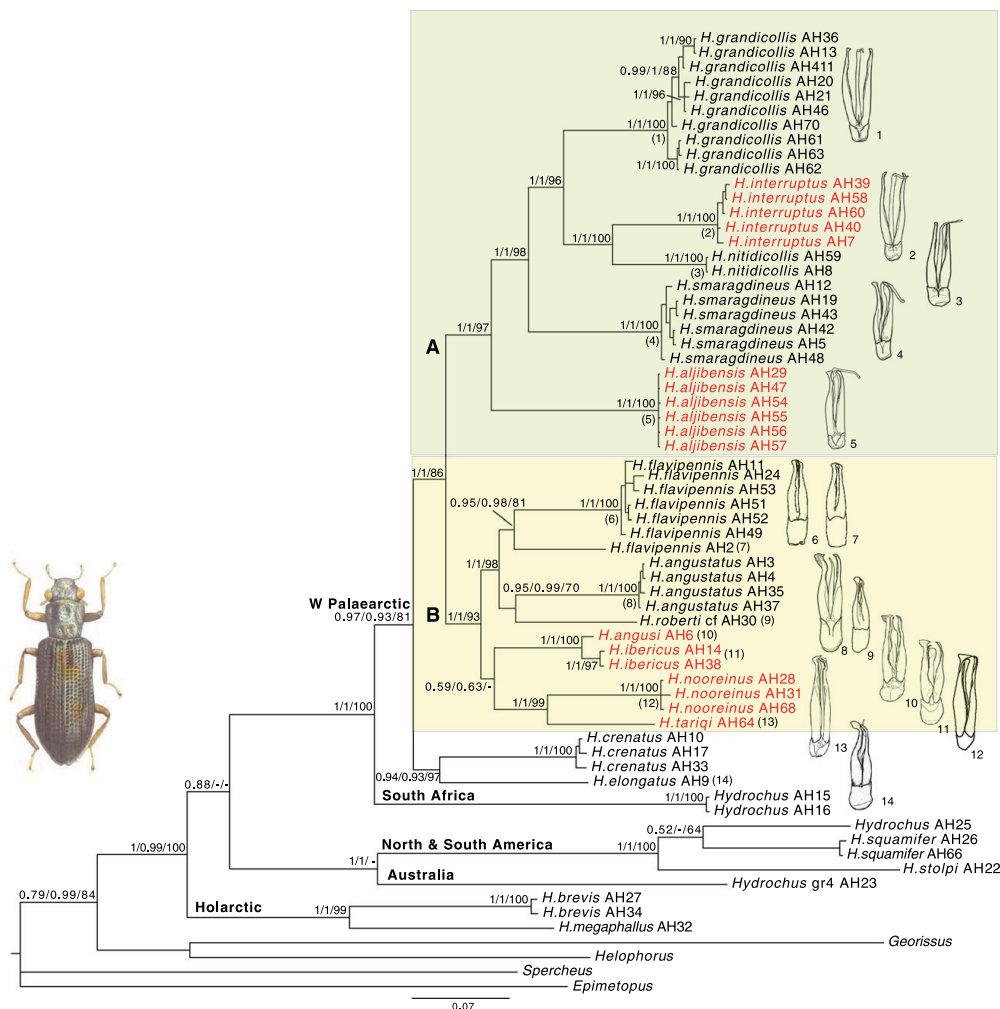 H.grandicollis AH36
1/1/90
H.grandicollis AH13
H.grandicollis AH411
0.99/1/88
H.grandicollis AH20
1/1/96
H.grandicollis AH21
H.grandicollis AH46
H.grandicollis AH70
1/1/100
(1)
1
H.grandicollis AH61
H.grandicollis AH63
1/1/100
H.grandicollis AH62
1/1/96
H.interruptus AH39
H.interruptus AH58
H.interruptus AH60
1/1/100
(2)
H.interruptus AH40
H.interruptus AH7
2
1/1/100
1/1/98
1/1/100
(3)
H.nitidicollis AH59
H.nitidicollis AH8
3
H.smaragdineus AH12
H.smaragdineus AH19
H.smaragdineus AH43
1/1/100
(4)
H.smaragdineus AH42
H.smaragdineus AH5
H.smaragdineus AH48
4
1/1/97
A
H.aljibensis AH29
H.aljibensis AH47
H.aljibensis AH54
1/1/100
(5)
H.aljibensis AH55
H.aljibensis AH56
H.aljibensis AH57
5
1/1/86
H.flavipennis AH11
H.flavipennis AH24
H.flavipennis AH53
0.95/0.98/81
1/1/100
(6)
H.flavipennis AH51
H.flavipennis AH52
H.flavipennis AH49
6
7
H.flavipennis AH2 (7)
1/1/98
H.angustatus AH3
H.angustatus AH4
0.95/0.99/70
1/1/100
(8)
H.angustatus AH35
H.angustatus AH37
W Palaearctic
0.97/0.93/81
B
1/1/93
H.roberti cf AH30 (9)
8
9
1/1/100
H.angusi AH6 (10)
H.ibericus AH14 (11)
1/1/97
H.ibericus AH38
0.59/0.63/-
10
11
H.nooreinus AH28
1/1/100
(12)
H.nooreinus AH31
H.nooreinus AH68
1/1/99
H.tariqi AH64 (13)
12
13
1/1/100
H.crenatus AH10
H.crenatus AH17
1/1/100
H.crenatus AH33
0.94/0.93/97
H.elongatus AH9 (14)
14
South Africa
1/1/100
Hydrochus AH15
Hydrochus AH16
0.88/-/-
Hydrochus AH25
0.52/-/64
H.squamifer AH26
North & South America
1/1/100
H.squamifer AH66
1/0.99/100
H.stolpi AH22
1/1/-
Australia
Hydrochus gr4 AH23
0.79/0.99/84
Holarctic
1/1/100
H.brevis AH27
1/1/99
H.brevis AH34
H.megaphallus AH32
Georissus
Helophorus
Spercheus
Epimetopus
0.07